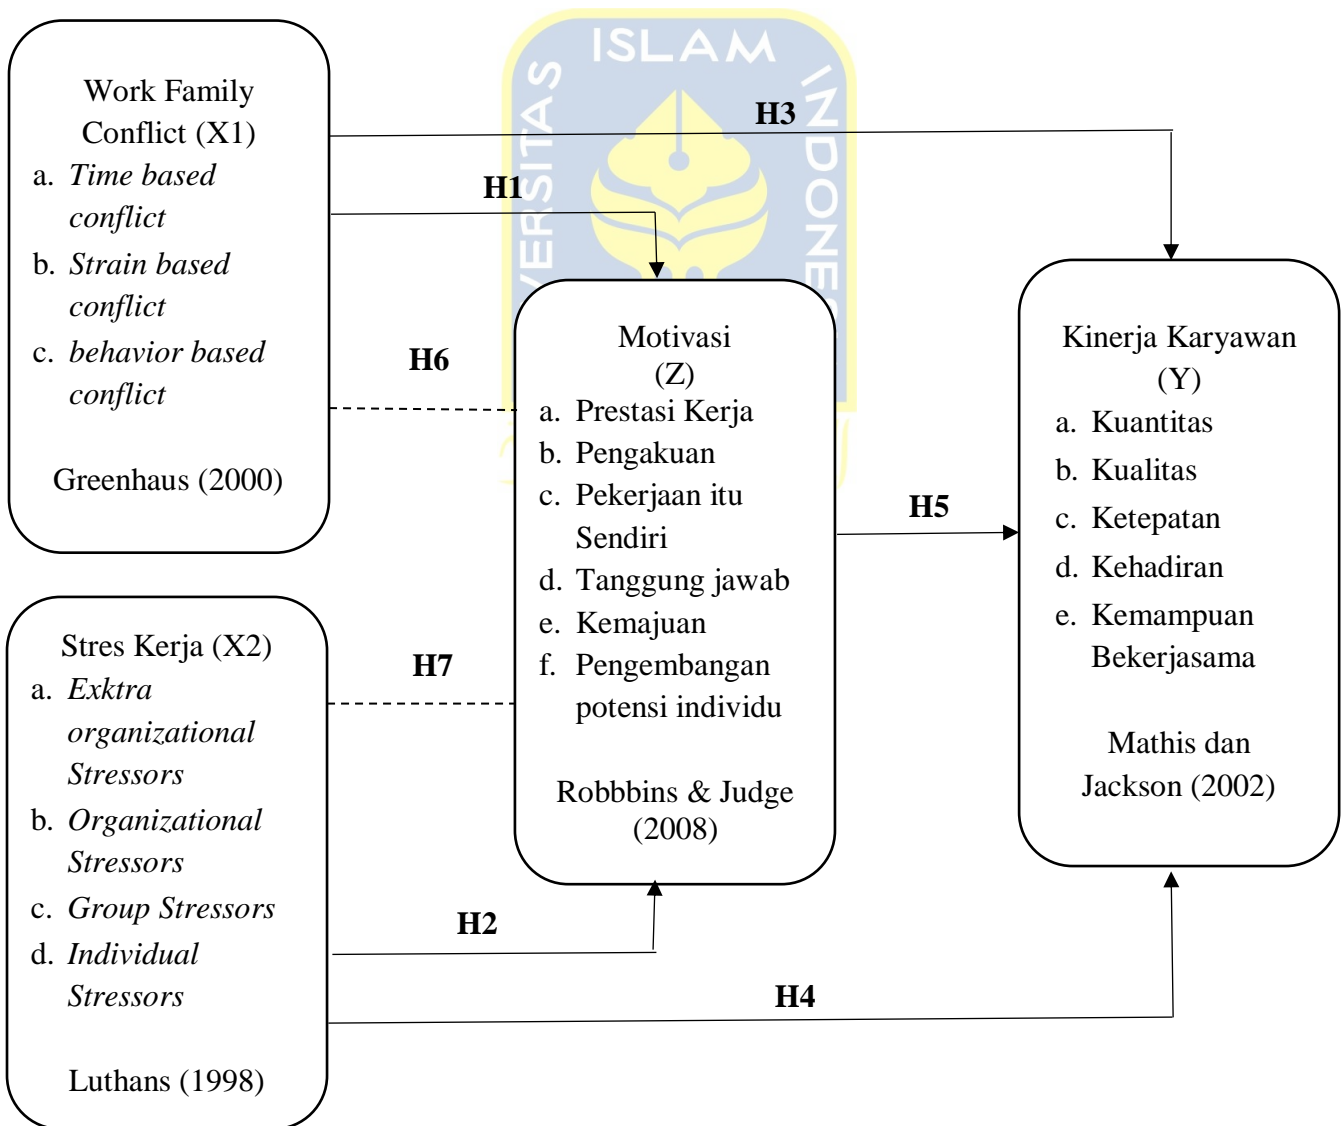 Work Family
Conflict (X1)
a. Time based
conflict
b. Strain based
conflict
c. behavior based
conflict
Greenhaus (2000)
Stres Kerja (X2)
a. Exktra
organizational
Stressors
b. Organizational
Stressors
c. Group Stressors
d. Individual
Stressors
Luthans (1998)
H3
H1
H6
H7
H2
H4
H5
Motivasi
(Z)
a. Prestasi Kerja
b. Pengakuan
c. Pekerjaan itu
Sendiri
d. Tanggung jawab
e. Kemajuan
f. Pengembangan
potensi individu
Robbbins & Judge
(2008)
Kinerja Karyawan
(Y)
a. Kuantitas
b. Kualitas
c. Ketepatan
d. Kehadiran
e. Kemampuan
Bekerjasama
Mathis dan
Jackson (2002)
ISLAM